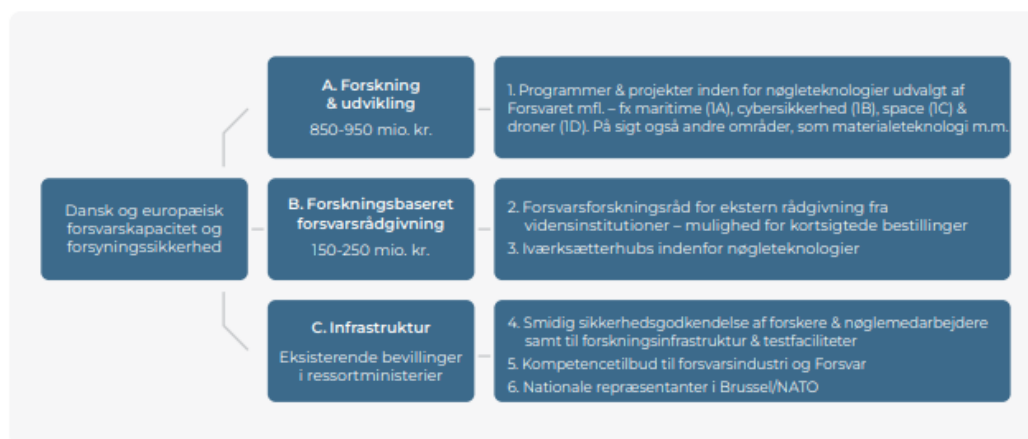 Dansk og europæisk
forsvarskapacitet og
forsyningssikkerhed
A. Forskning
& udvikling
850-950 mio. kr.
1. Programmer & projekter inden for nøgleteknologier udvalgt af
Forsvaret mfl. – fx maritime (1A), cybersikkerhed (1B), space (1C) &
droner (1D). På sigt også andre områder, som materialeteknologi m.m.
B. Forskningsbaseret
forsvarsrådgivning
150-250 mio. kr.
2. Forsvarsforskningsråd for ekstern rådgivning fra
vidensinstitutioner – mulighed for kortsigtede bestillinger
3. Iværksætterhubs indenfor nøgleteknologier
C. Infrastruktur
Eksisterende bevillinger
i ressortministerier
4. Smidig sikkerhedsgodkendelse af forskere & nøglemedarbejdere
samt til forskningsinfrastruktur & testfaciliteter
5. Kompetencetilbud til forsvarsindustri og Forsvar
6. Nationale repræsentanter i Brussel/NATO